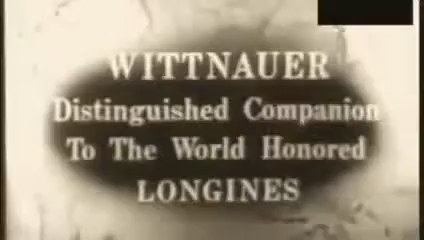 WITTNAUER
Distinguished Companion
To The World Honored
LONGINES